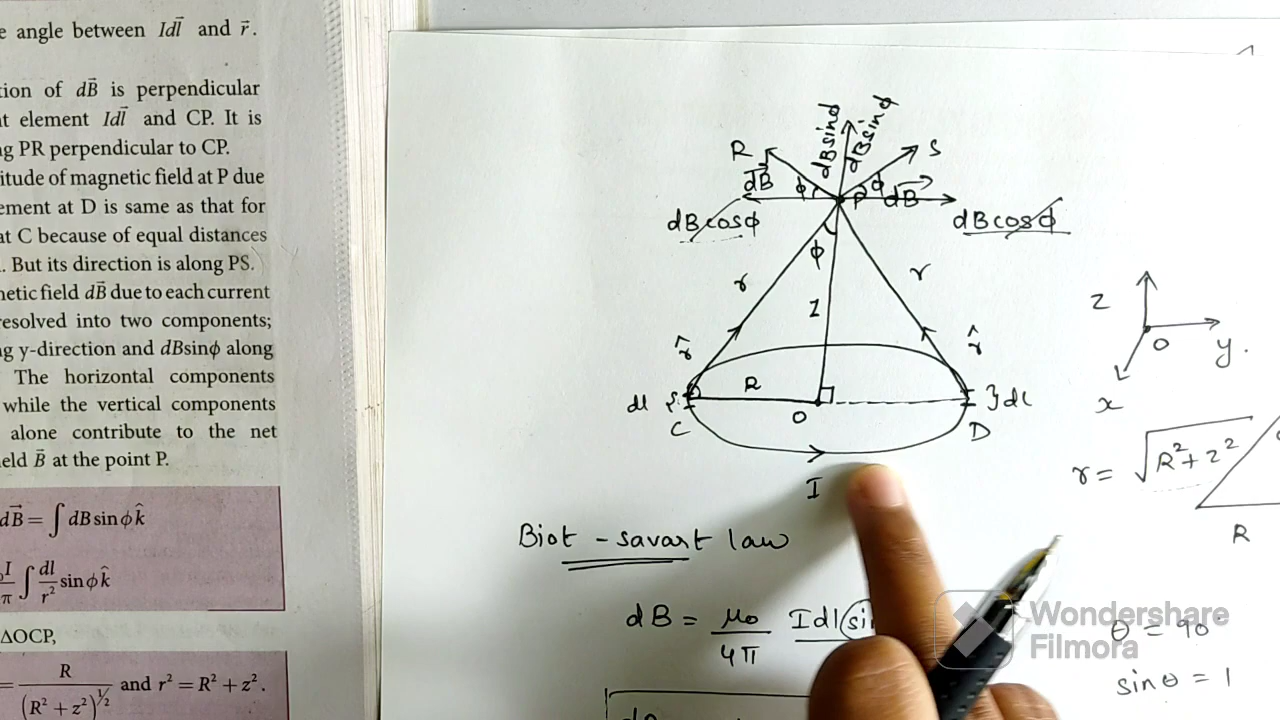 e angle between Idl⃗ and r⃗.
tion of dB⃗ is perpendicular
nt element Idl⃗ and CP. It is
ng PR perpendicular to CP.
itude of magnetic field at P due
ement at D is same as that for
at C because of equal distances
. But its direction is along PS.
netic field dB⃗ due to each current
resolved into two components;
ng y-direction and dBsinϕ along
The horizontal components
while the vertical components
alone contribute to the net
eld B⃗ at the point P.
dB⃗ = ∫ dB sinϕ k̂
I/π ∫ dl/r² sinϕ k̂
ΔOCP,
= R/(R² + z²)^½ and r² = R² + z².
dBsinϕ dBsinϕ
R S
dB⃗ ϕ ϕ dB⃗
P
dBcosϕ dBcosϕ
ϕ
r r
z
r̂ r̂
R
dl dl
O
C D
I
z
O y.
x
r = √R²+z²
R
Biot - savart law
dB = μ₀/4π Idl sin
θ = 90
sinθ = 1
Wondershare
Filmora